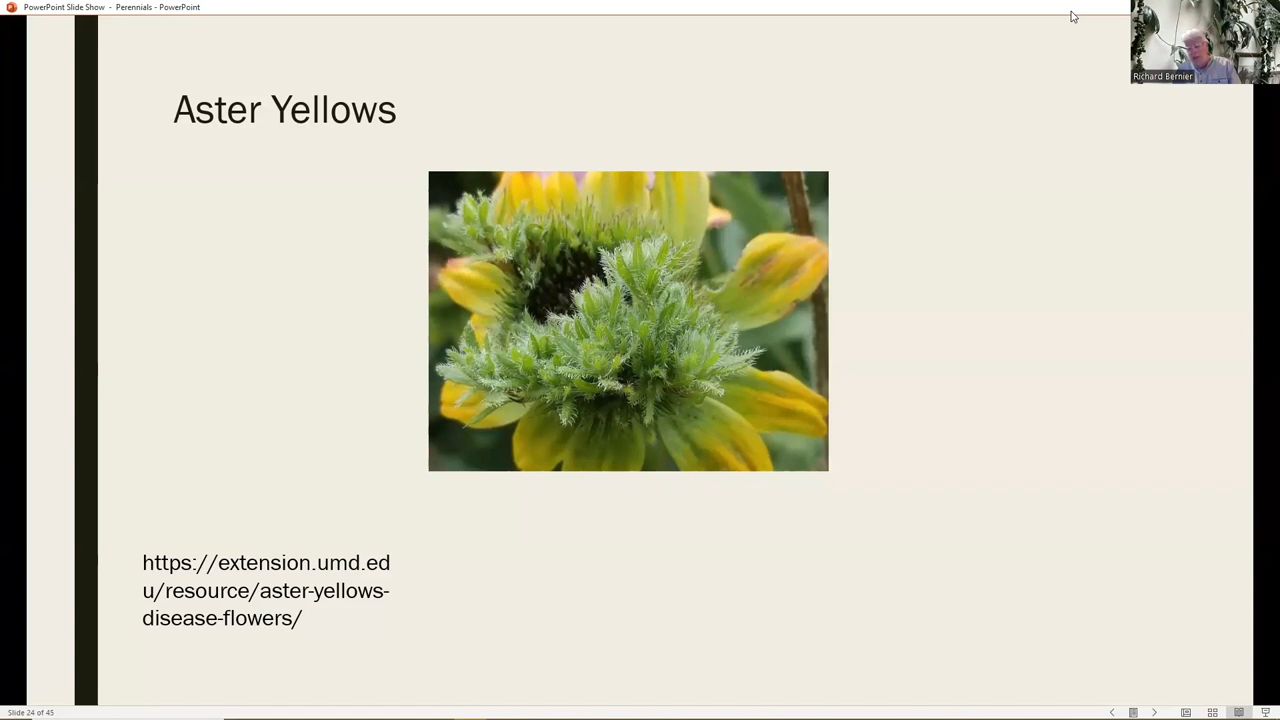 PowerPoint Slide Show - Perennials - PowerPoint
Richard Bernier
Aster Yellows
https://extension.umd.ed
u/resource/aster-yellows-
disease-flowers/
Slide 24 of 45